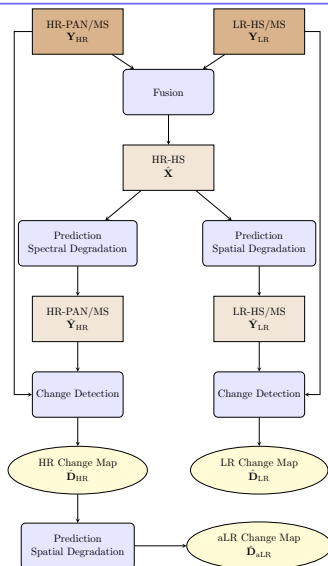 HR-PAN/MS
Y_HR
LR-HS/MS
Y_LR
Fusion
HR-HS
X̂
Prediction
Spectral Degradation
Prediction
Spatial Degradation
HR-PAN/MS
Ŷ_HR
LR-HS/MS
Ŷ_LR
Change Detection
Change Detection
HR Change Map
D̂_HR
LR Change Map
D̂_LR
Prediction
Spatial Degradation
aLR Change Map
D̂_aLR